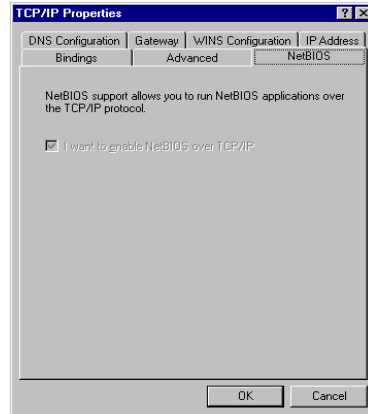 TCP/IP Properties
DNS Configuration Gateway WINS Configuration IP Address
Bindings Advanced NetBIOS
NetBIOS support allows you to run NetBIOS applications over
the TCP/IP protocol.
I want to enable NetBIOS over TCP/IP
OK Cancel